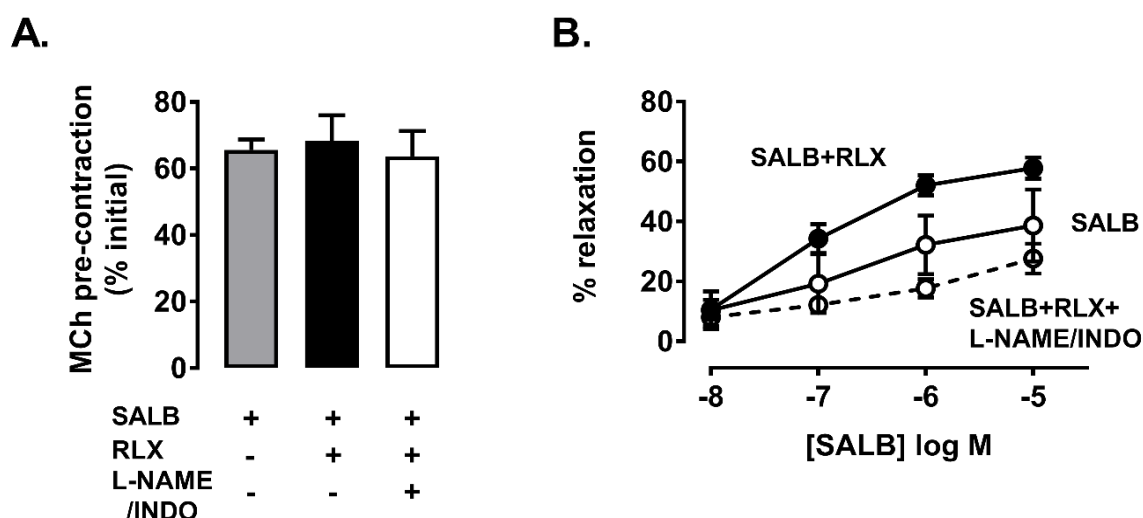 A.
MCh pre-contraction
(% initial)
80
60
40
20
0
SALB + + +
RLX - + +
L-NAME
/INDO - - +
B.
% relaxation
80
60
40
20
0
SALB+RLX
SALB
SALB+RLX+
L-NAME/INDO
-8 -7 -6 -5
[SALB] log M